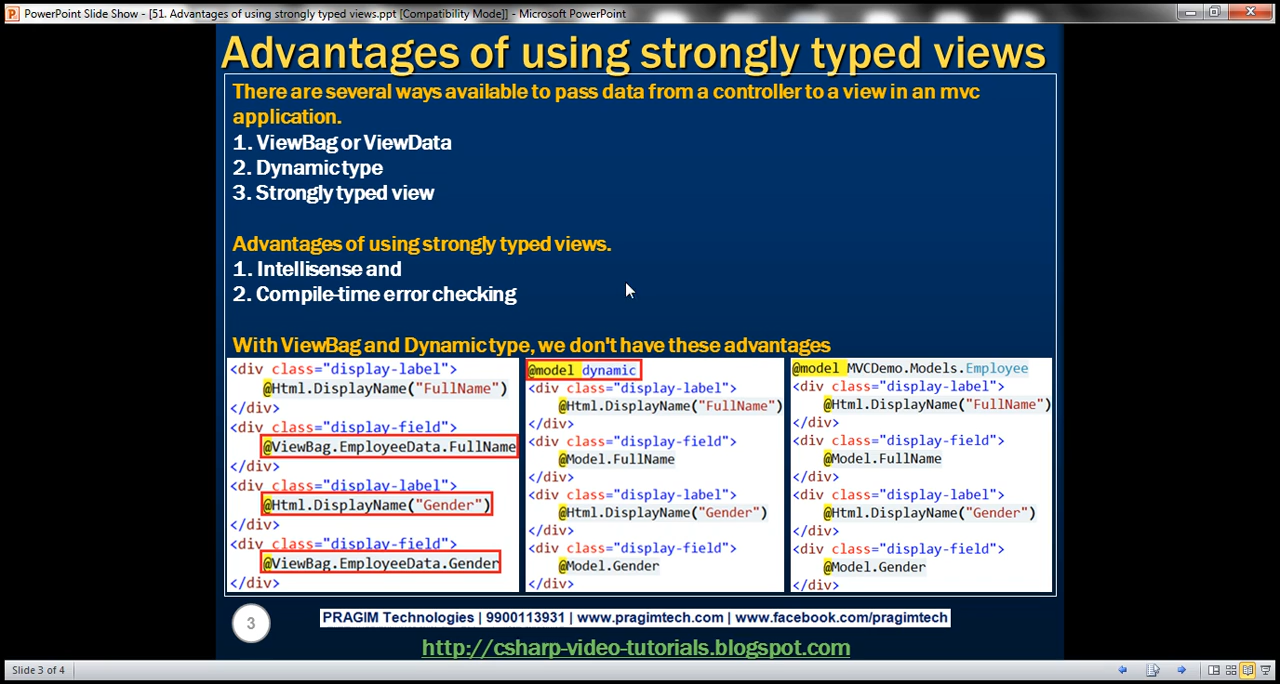 PowerPoint Slide Show - [51. Advantages of using strongly typed views.ppt [Compatibility Mode]] - Microsoft PowerPoint
Advantages of using strongly typed views
There are several ways available to pass data from a controller to a view in an mvc
application.
1. ViewBag or ViewData
2. Dynamic type
3. Strongly typed view
Advantages of using strongly typed views.
1. Intellisense and
2. Compile-time error checking
With ViewBag and Dynamic type, we don't have these advantages
<div class="display-label">
@Html.DisplayName("FullName")
</div>
<div class="display-field">
@ViewBag.EmployeeData.FullName
</div>
<div class="display-label">
@Html.DisplayName("Gender")
</div>
<div class="display-field">
@ViewBag.EmployeeData.Gender
</div>
@model dynamic
<div class="display-label">
@Html.DisplayName("FullName")
</div>
<div class="display-field">
@Model.FullName
</div>
<div class="display-label">
@Html.DisplayName("Gender")
</div>
<div class="display-field">
@Model.Gender
</div>
@model MVCDemo.Models.Employee
<div class="display-label">
@Html.DisplayName("FullName")
</div>
<div class="display-field">
@Model.FullName
</div>
<div class="display-label">
@Html.DisplayName("Gender")
</div>
<div class="display-field">
@Model.Gender
</div>
3
PRAGIM Technologies | 9900113931 | www.pragimtech.com | www.facebook.com/pragimtech
http://csharp-video-tutorials.blogspot.com
Slide 3 of 4